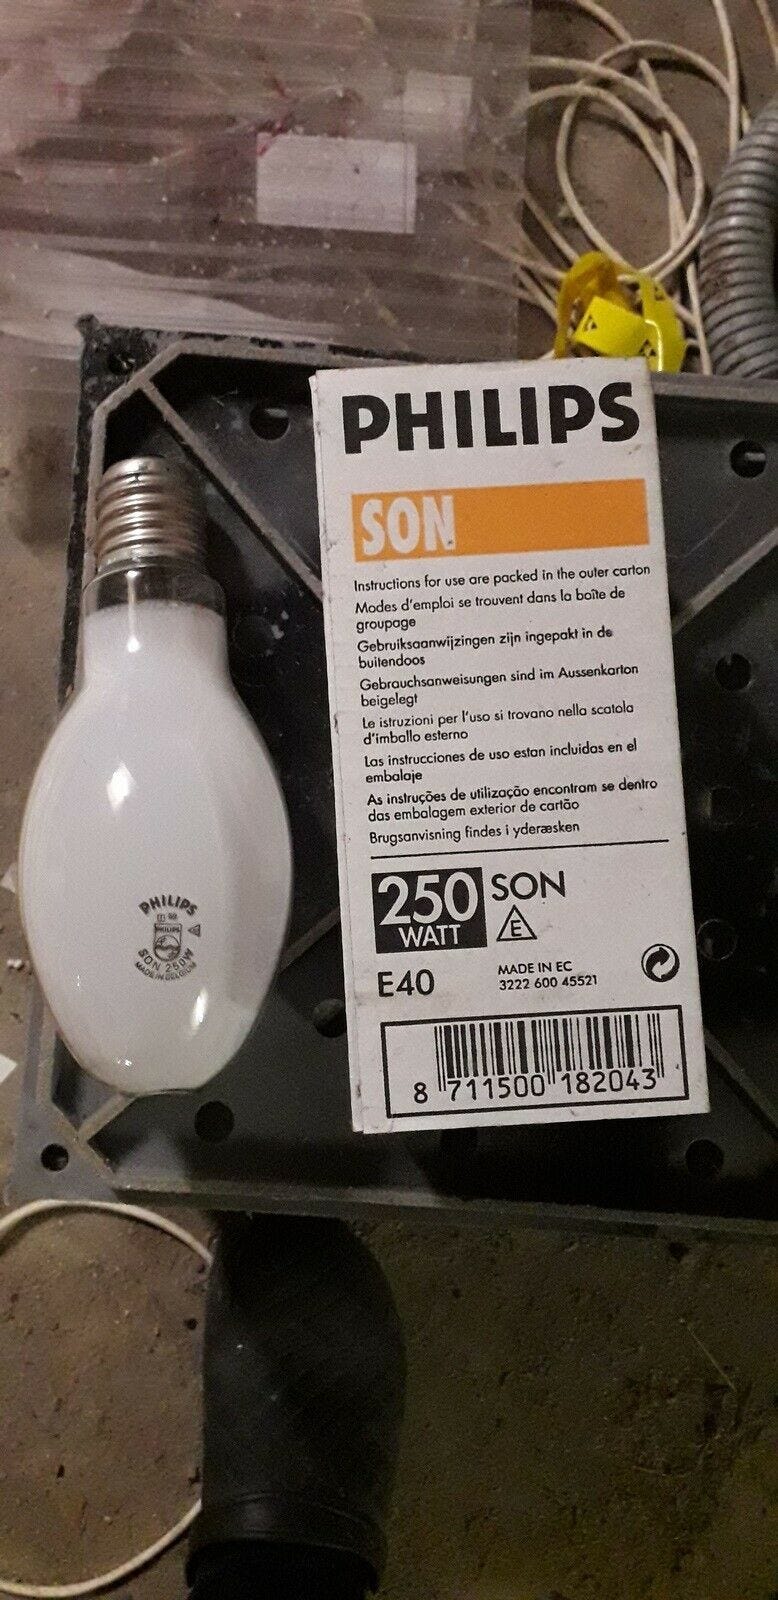 PHILIPS
SON
Instructions for use are packed in the outer carton
Modes d'emploi se trouvent dans la boîte de
groupage
Gebruiksaanwijzingen zijn ingepakt in de
buitendoos
Gebrauchsanweisungen sind im Aussenkarton
beigelegt
Le istruzioni per l'uso si trovano nella scatola
d'imballo esterno
Las instrucciones de uso estan incluidas en el
embalaje
As instruções de utilização encontram se dentro
das embalagem exterior de cartão
Brugsanvisning findes i yderæsken
250 SON
WATT E
E40
MADE IN EC
3222 600 45521
8 711500 182043
PHILIPS
PHILIPS
SON 250W
MADE IN BELGIUM